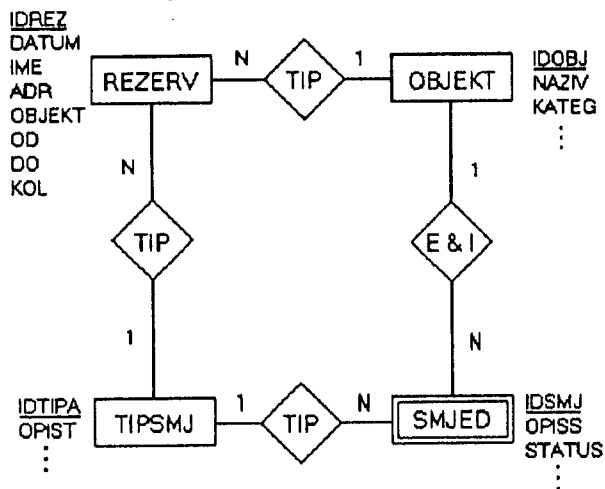 IDREZ
DATUM
IME
ADR
OBJEKT
OD
DO
KOL
REZERV
N
TIP
1
OBJEKT
IDOBJ
NAZIV
KATEG
N
1
TIP
E & I
1
N
IDTIPA
OPIST
TIPSMJ
1
TIP
N
SMJED
IDSMJ
OPISS
STATUS